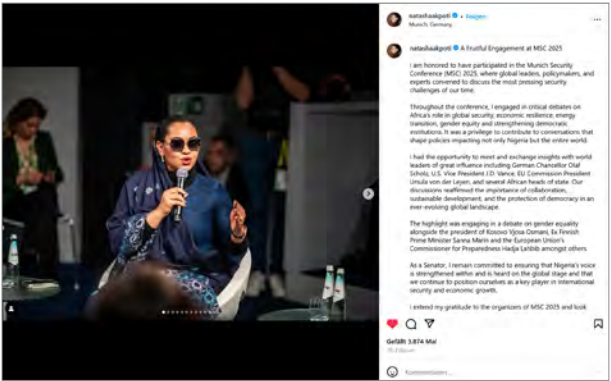 natashaakpoti • Folgen
Munich, Germany
natashaakpoti A Fruitful Engagement at MSC 2025
I am honored to have participated in the Munich Security
Conference (MSC) 2025, where global leaders, policymakers, and
experts convened to discuss the most pressing security
challenges of our time.
Throughout the conference, I engaged in critical debates on
Africa's role in global security, economic resilience, energy
transition, gender equity and strengthening democratic
institutions. It was a privilege to contribute to conversations that
shape policies impacting not only Nigeria but the entire world.
I had the opportunity to meet and exchange insights with world
leaders of great influence including German Chancellor Olaf
Scholz, U.S. Vice President J.D. Vance, EU Commission President
Ursula von der Leyen, and several African heads of state. Our
discussions reaffirmed the importance of collaboration,
sustainable development, and the protection of democracy in an
ever-evolving global landscape.
The highlight was engaging in a debate on gender equality
alongside the president of Kosovo Vjosa Osmani, Ex Finnish
Prime Minister Sanna Marin and the European Union's
Commissioner for Preparedness Hadja Lahbib amongst others.
As a Senator, I remain committed to ensuring that Nigeria's voice
is strengthened within and is heard on the global stage and that
we continue to position ourselves as a key player in international
security and economic growth.
I extend my gratitude to the organizers of MSC 2025 and look
Gefällt 3.874 Mal
Kommentieren...